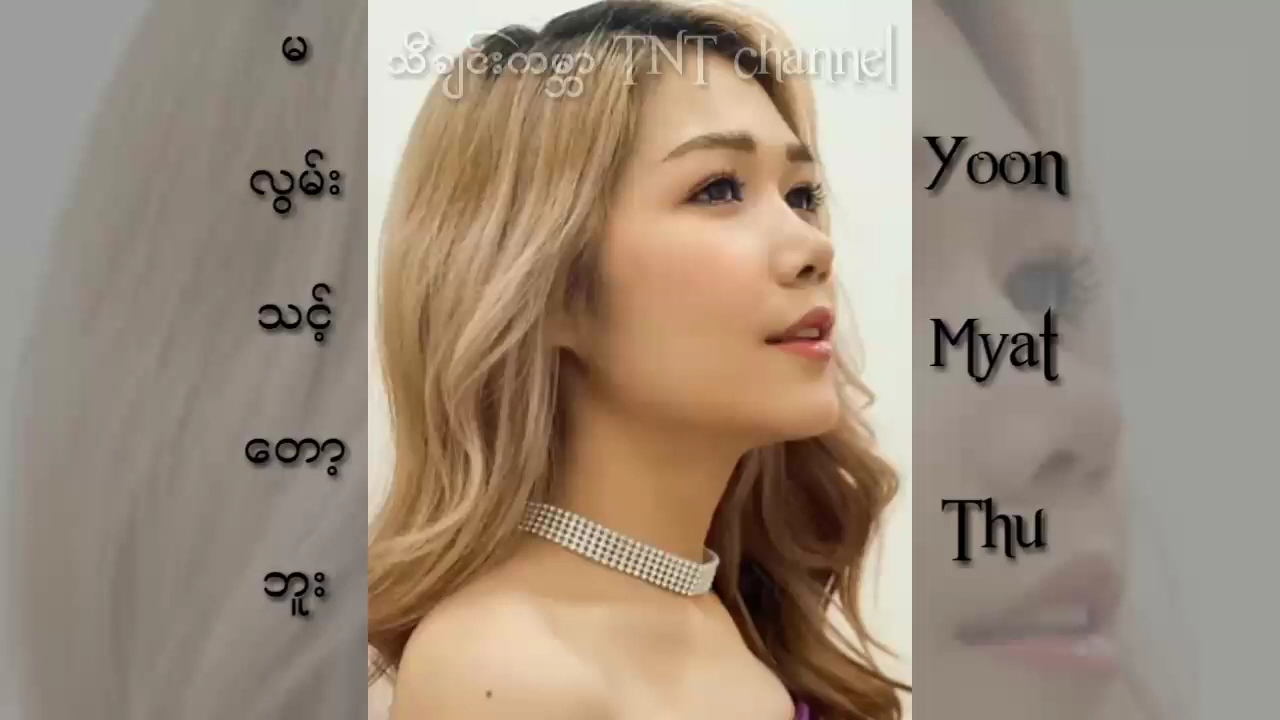 သီချင်းကမ္ဘာ TNT channel
မ
လွမ်း
သင့်
တော့
ဘူး
Yoon
Myat
Thu